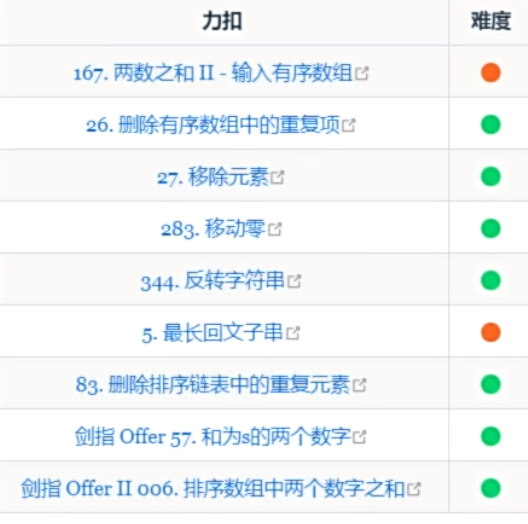 力扣 难度
167. 两数之和 II - 输入有序数组
26. 删除有序数组中的重复项
27. 移除元素
283. 移动零
344. 反转字符串
5. 最长回文子串
83. 删除排序链表中的重复元素
剑指 Offer 57. 和为s的两个数字
剑指 Offer II 006. 排序数组中两个数字之和